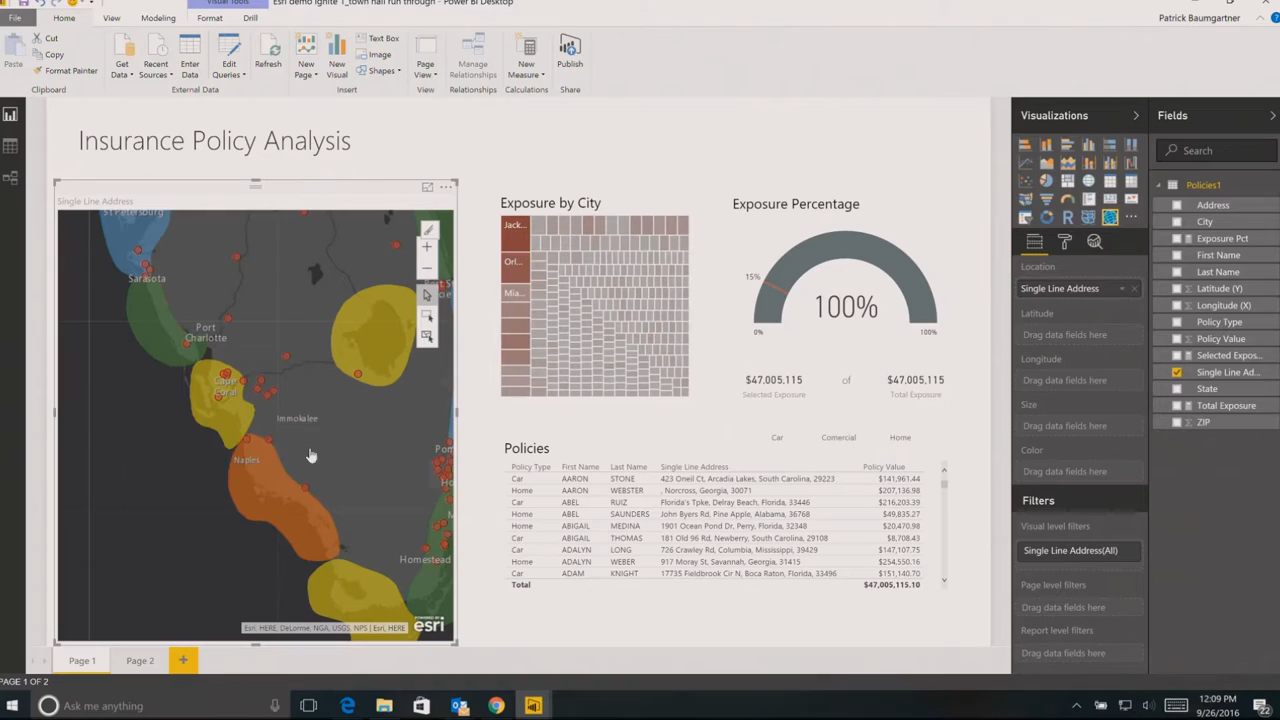 Visual Tools
Esri demo Ignite 1_town hall run through - Power BI Desktop
File Home View Modeling Format Drill
Patrick Baumgartner
Paste
Cut
Copy
Format Painter
Clipboard
Get Data
Recent Sources
Enter Data
Edit Queries
Refresh
External Data
New Page
New Visual
Text Box
Image
Shapes
Insert
Page View
View
Manage Relationships
Relationships
New Measure
Calculations
Publish
Share
Insurance Policy Analysis
Single Line Address
St Petersburg
Sarasota
Port Charlotte
Cape Coral
Immokalee
Naples
Homestead
Esri, HERE, DeLorme, NGA, USGS, NPS | Esri, HERE
POWERED BY
esri
Exposure by City
Jack...
Orl...
Mia...
Exposure Percentage
15%
100%
0%
100%
$47,005,115 of $47,005,115
Selected Exposure Total Exposure
Car Comercial Home
Policies
Policy Type First Name Last Name Single Line Address Policy Value
Car AARON STONE 423 Oneil Ct, Arcadia Lakes, South Carolina, 29223 $141,961.44
Home AARON WEBSTER , Norcross, Georgia, 30071 $207,136.98
Car ABEL RUIZ Florida's Tpke, Delray Beach, Florida, 33446 $216,203.39
Home ABEL SAUNDERS John Byers Rd, Pine Apple, Alabama, 36768 $49,835.27
Home ABIGAIL MEDINA 1901 Ocean Pond Dr, Perry, Florida, 32348 $20,470.98
Car ABIGAIL THOMAS 181 Old 96 Rd, Newberry, South Carolina, 29108 $8,708.43
Car ADALYN LONG 726 Crawley Rd, Columbia, Mississippi, 39429 $147,107.75
Home ADALYN WEBER 917 Moray St, Savannah, Georgia, 31415 $254,550.16
Car ADAM KNIGHT 17735 Fieldbrook Cir N, Boca Raton, Florida, 33496 $151,140.70
Total $47,005,115.10
Visualizations
Location
Single Line Address
Latitude
Drag data fields here
Longitude
Drag data fields here
Size
Drag data fields here
Color
Drag data fields here
Filters
Visual level filters
Single Line Address(All)
Page level filters
Drag data fields here
Report level filters
Drag data fields here
Fields
Search
Policies1
Address
City
Exposure Pct
First Name
Last Name
Latitude (Y)
Longitude (X)
Policy Type
Policy Value
Selected Expos...
Single Line Ad...
State
Total Exposure
ZIP
Page 1 Page 2
PAGE 1 OF 2
Ask me anything
12:09 PM
9/26/2016
22